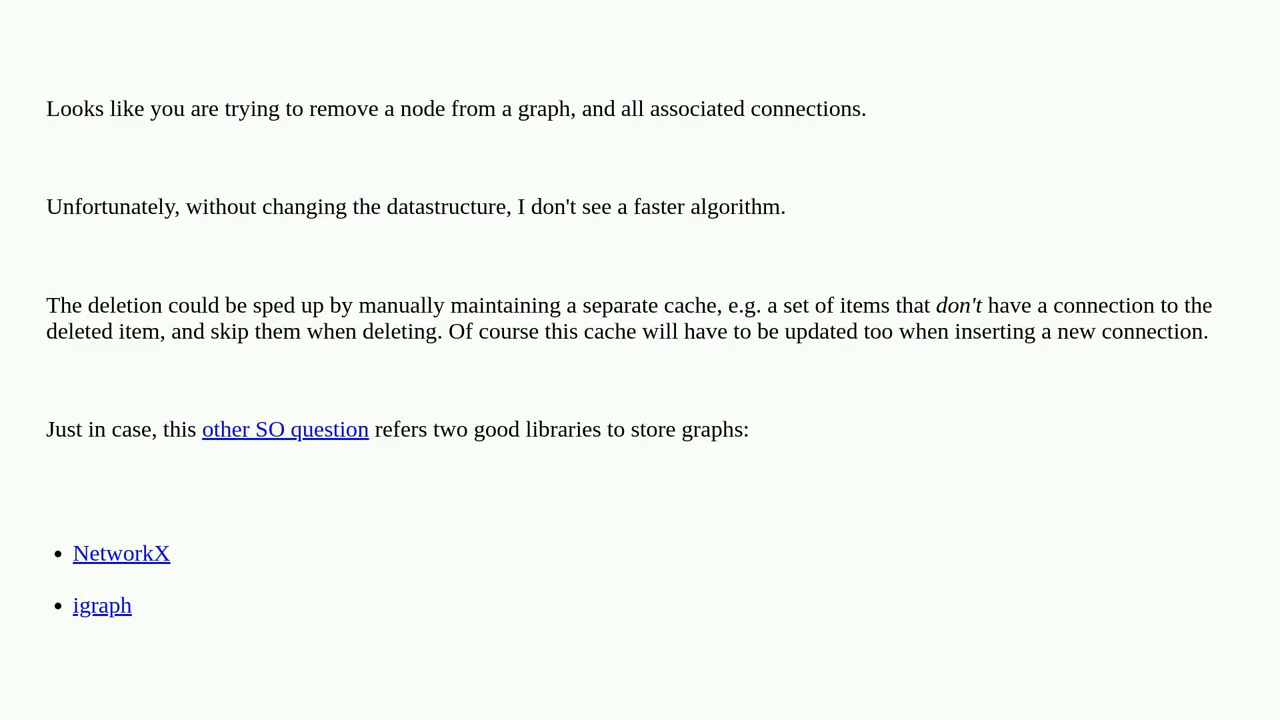 Looks like you are trying to remove a node from a graph, and all associated connections.
Unfortunately, without changing the datastructure, I don't see a faster algorithm.
The deletion could be sped up by manually maintaining a separate cache, e.g. a set of items that don't have a connection to the
deleted item, and skip them when deleting. Of course this cache will have to be updated too when inserting a new connection.
Just in case, this other SO question refers two good libraries to store graphs:
• NetworkX
• igraph